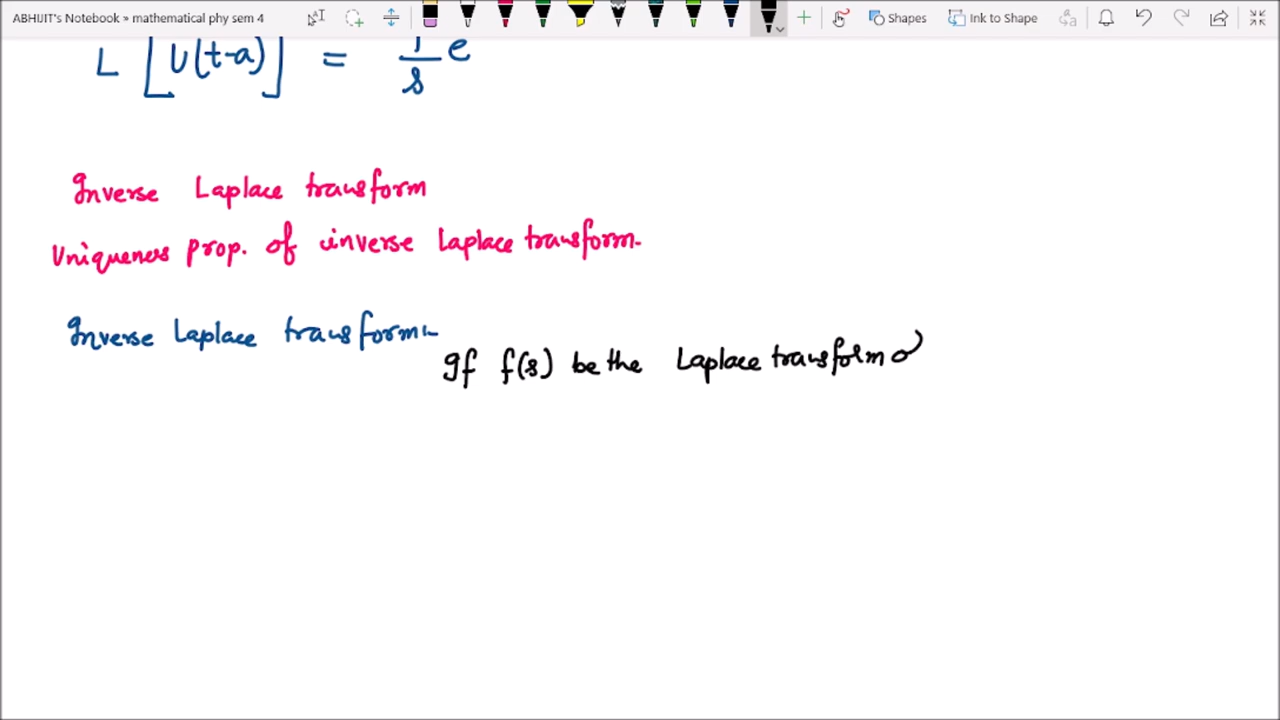 ABHIJIT's Notebook » mathematical phy sem 4
Shapes
Ink to Shape
L [U(t-a)] = 1/s e
Inverse Laplace transform
Uniqueness prop. of inverse Laplace transform.
Inverse Laplace transform:-
If f(s) be the Laplace transform o